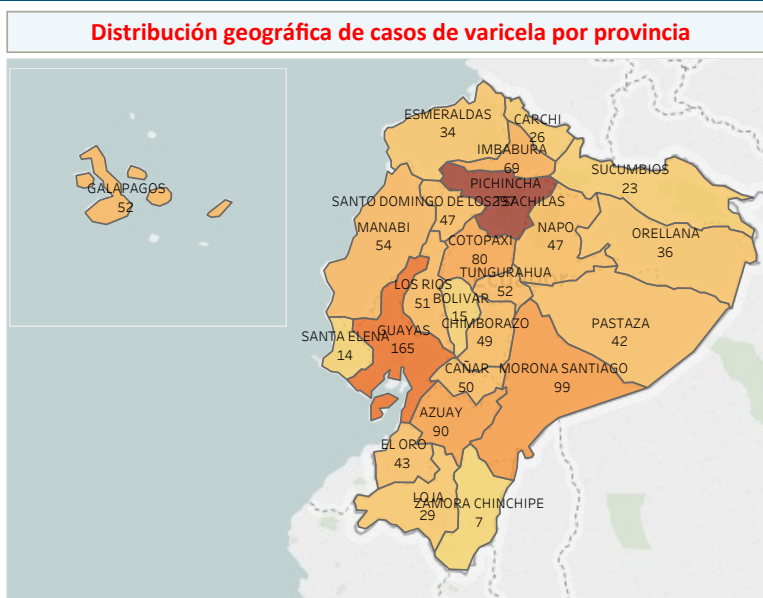 Distribución geográfica de casos de varicela por provincia
ESMERALDAS
34
CARCHI
26
IMBABURA
69
SUCUMBIOS
23
PICHINCHA
GALAPAGOS
52
SANTO DOMINGO DE LOS TSACHILAS
47
MANABI
54
NAPO
47
ORELLANA
36
COTOPAXI
80
TUNGURAHUA
52
LOS RIOS
51
BOLIVAR
15
CHIMBORAZO
49
PASTAZA
42
SANTA ELENA
14
GUAYAS
165
CAÑAR
50
MORONA SANTIAGO
99
AZUAY
90
EL ORO
43
LOJA
29
ZAMORA CHINCHIPE
7